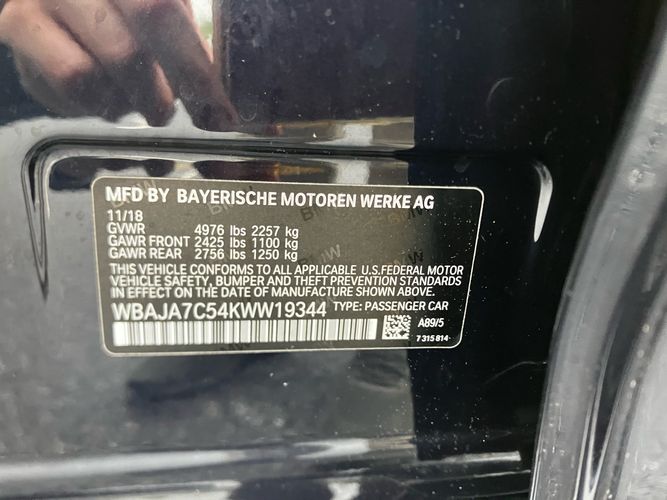 MFD BY BAYERISCHE MOTOREN WERKE AG
11/18
GVWR 4976 lbs 2257 kg
GAWR FRONT 2425 lbs 1100 kg
GAWR REAR 2756 lbs 1250 kg
THIS VEHICLE CONFORMS TO ALL APPLICABLE U.S.FEDERAL MOTOR
VEHICLE SAFETY, BUMPER AND THEFT PREVENTION STANDARDS
IN EFFECT ON THE DATE OF MANUFACTURE SHOWN ABOVE.
WBAJA7C54KWW19344 TYPE: PASSENGER CAR
A89/5
7 315 814